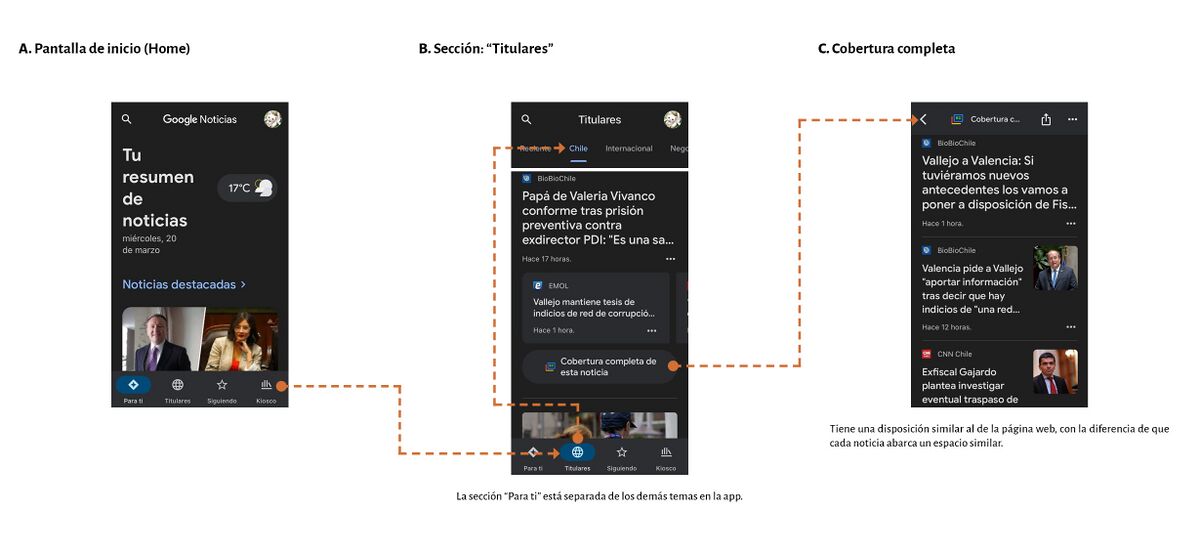 A. Pantalla de inicio (Home)
Google Noticias
Tu
resumen
de
noticias
17°C
miércoles, 20
de marzo
Noticias destacadas >
Para ti
Titulares
Siguiendo
Kiosco
B. Sección: “Titulares”
Titulares
Reciente
Chile
Internacional
Nego
BioBioChile
Papá de Valeria Vivanco
conforme tras prisión
preventiva contra
exdirector PDI: "Es una sa...
Hace 17 horas.
EMOL
Vallejo mantiene tesis de
indicios de red de corrupció...
Hace 1 hora.
Cobertura completa de
esta noticia
Para ti
Titulares
Siguiendo
Kiosco
La sección “Para ti” está separada de los demás temas en la app.
C. Cobertura completa
Cobertura c...
BioBioChile
Vallejo a Valencia: Si
tuviéramos nuevos
antecedentes los vamos a
poner a disposición de Fis...
Hace 1 hora.
BioBioChile
Valencia pide a Vallejo
"aportar información"
tras decir que hay
indicios de "una red...
Hace 12 horas.
CNN Chile
Exfiscal Gajardo
plantea investigar
eventual traspaso de
Tiene una disposición similar al de la página web, con la diferencia de que
cada noticia abarca un espacio similar.